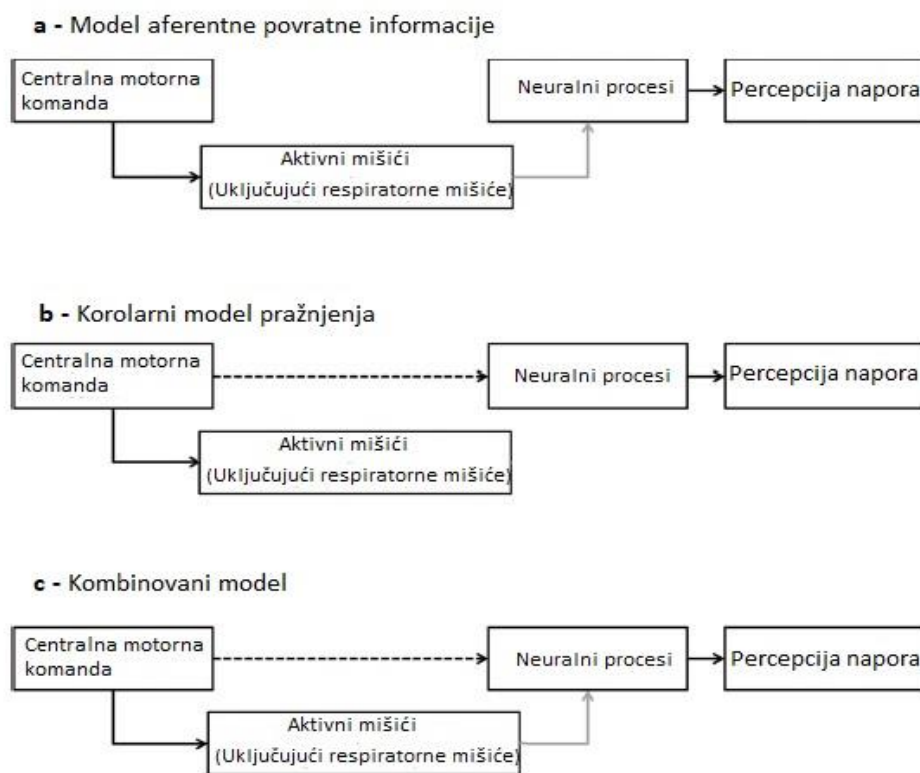 a - Model aferentne povratne informacije
Centralna motorna
komanda
Neuralni procesi
Percepcija napora
Aktivni mišići
(Uključujući respiratorne mišiće)
b - Korolarni model pražnjenja
Centralna motorna
komanda
Neuralni procesi
Percepcija napora
Aktivni mišići
(Uključujući respiratorne mišiće)
c - Kombinovani model
Centralna motorna
komanda
Neuralni procesi
Percepcija napora
Aktivni mišići
(Uključujući respiratorne mišiće)